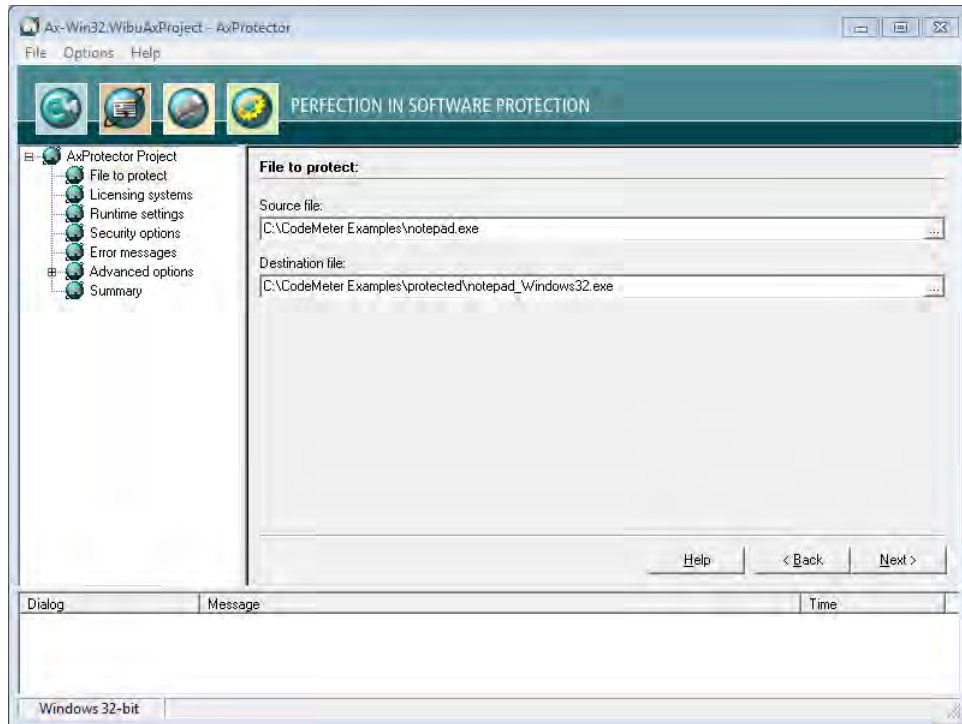 Ax-Win32.WibuAxProject - AxProtector
File Options Help
PERFECTION IN SOFTWARE PROTECTION
AxProtector Project
File to protect
Licensing systems
Runtime settings
Security options
Error messages
Advanced options
Summary
File to protect:
Source file:
C:\CodeMeter Examples\notepad.exe
...
Destination file:
C:\CodeMeter Examples\protected\notepad_Windows32.exe
...
Help < Back Next >
Dialog Message Time
Windows 32-bit